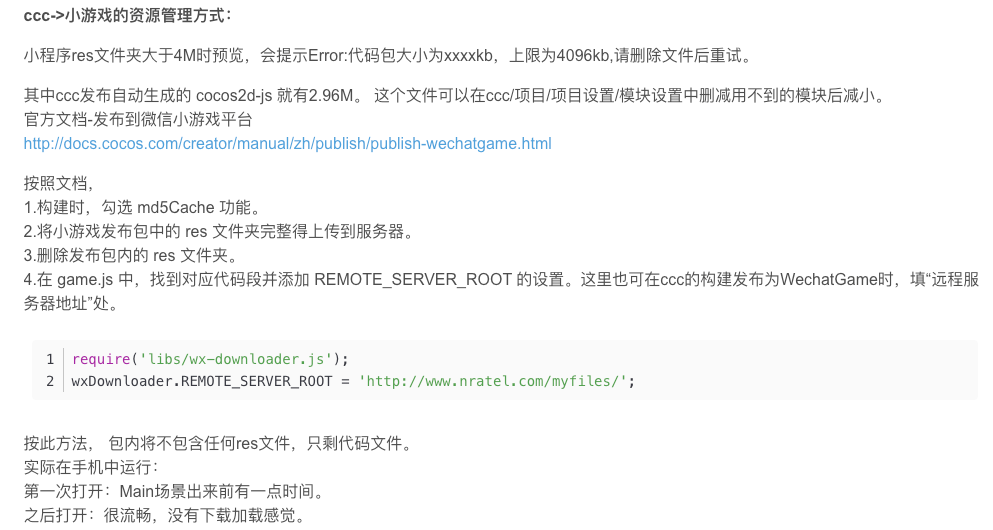 ccc->小游戏的资源管理方式：
小程序res文件夹大于4M时预览，会提示Error:代码包大小为xxxxkb，上限为4096kb,请删除文件后重试。
其中ccc发布自动生成的 cocos2d-js 就有2.96M。 这个文件可以在ccc/项目/项目设置/模块设置中删减用不到的模块后减小。
官方文档-发布到微信小游戏平台
http://docs.cocos.com/creator/manual/zh/publish/publish-wechatgame.html
按照文档，
1.构建时，勾选 md5Cache 功能。
2.将小游戏发布包中的 res 文件夹完整得上传到服务器。
3.删除发布包内的 res 文件夹。
4.在 game.js 中，找到对应代码段并添加 REMOTE_SERVER_ROOT 的设置。这里也可在ccc的构建发布为WechatGame时，填“远程服
务器地址”处。
1 require('libs/wx-downloader.js');
2 wxDownloader.REMOTE_SERVER_ROOT = 'http://www.nratel.com/myfiles/';
按此方法， 包内将不包含任何res文件，只剩代码文件。
实际在手机中运行：
第一次打开：Main场景出来前有一点时间。
之后打开：很流畅，没有下载加载感觉。